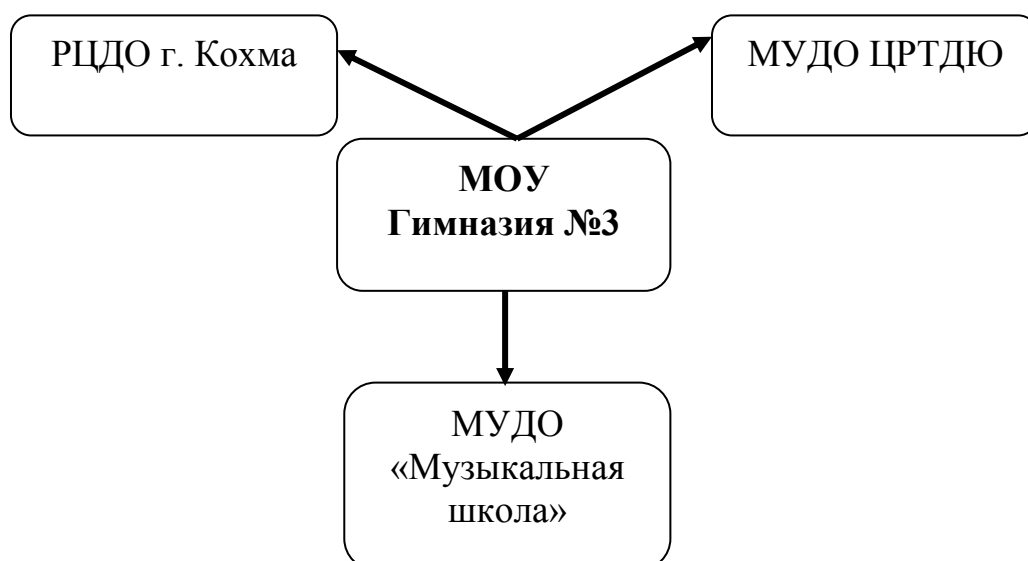 РЦДО г. Кохма
МУДО ЦРТДЮ
МОУ
Гимназия №3
МУДО
«Музыкальная
школа»